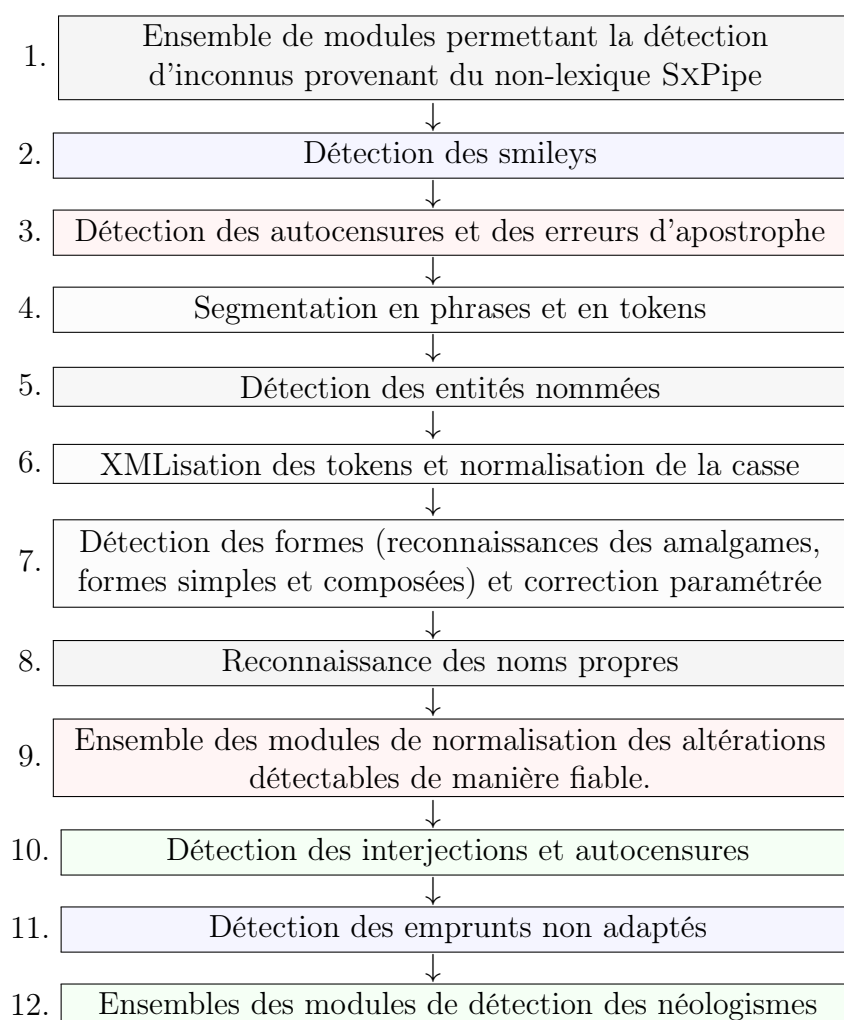 1. Ensemble de modules permettant la détection
d'inconnus provenant du non-lexique SxPipe
2. Détection des smileys
3. Détection des autocensures et des erreurs d'apostrophe
4. Segmentation en phrases et en tokens
5. Détection des entités nommées
6. XMLisation des tokens et normalisation de la casse
7. Détection des formes (reconnaissances des amalgames,
formes simples et composées) et correction paramétrée
8. Reconnaissance des noms propres
9. Ensemble des modules de normalisation des altérations
détectables de manière fiable.
10. Détection des interjections et autocensures
11. Détection des emprunts non adaptés
12. Ensembles des modules de détection des néologismes